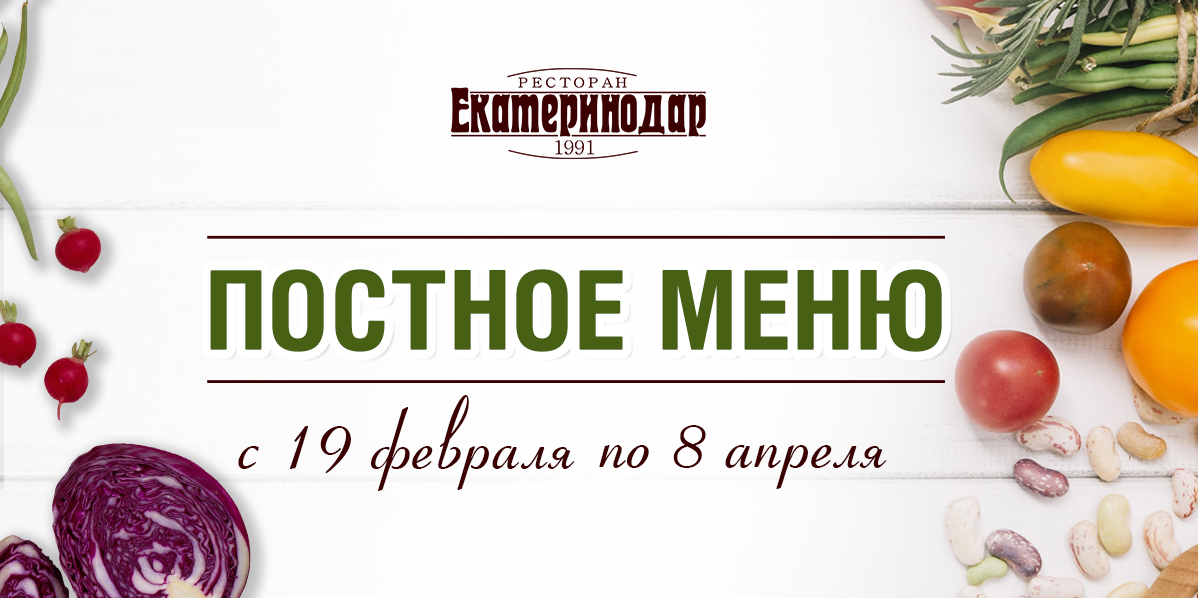 РЕСТОРАН
ЕКАТЕРИНОДАР
1991
ПОСТНОЕ МЕНЮ
с 19 февраля по 8 апреля